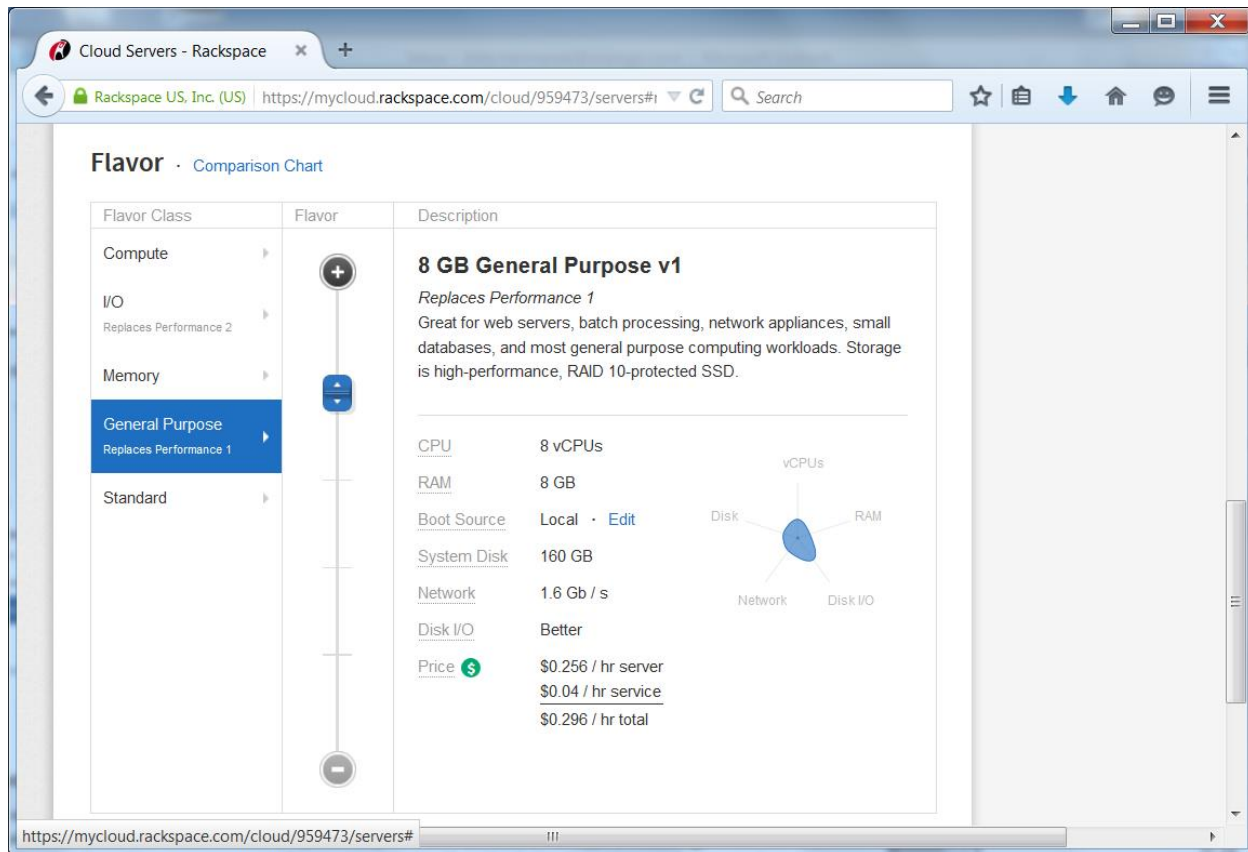 Cloud Servers - Rackspace
Rackspace US, Inc. (US) https://mycloud.rackspace.com/cloud/959473/servers#r Search
Flavor · Comparison Chart
Flavor Class Flavor Description
Compute
I/O
Replaces Performance 2
Memory
General Purpose
Replaces Performance 1
Standard
8 GB General Purpose v1
Replaces Performance 1
Great for web servers, batch processing, network appliances, small
databases, and most general purpose computing workloads. Storage
is high-performance, RAID 10-protected SSD.
CPU 8 vCPUs
RAM 8 GB
Boot Source Local · Edit
System Disk 160 GB
Network 1.6 Gb / s
Disk I/O Better
Price $ $0.256 / hr server
$0.04 / hr service
$0.296 / hr total
vCPUs
Disk RAM
Network Disk I/O
https://mycloud.rackspace.com/cloud/959473/servers#